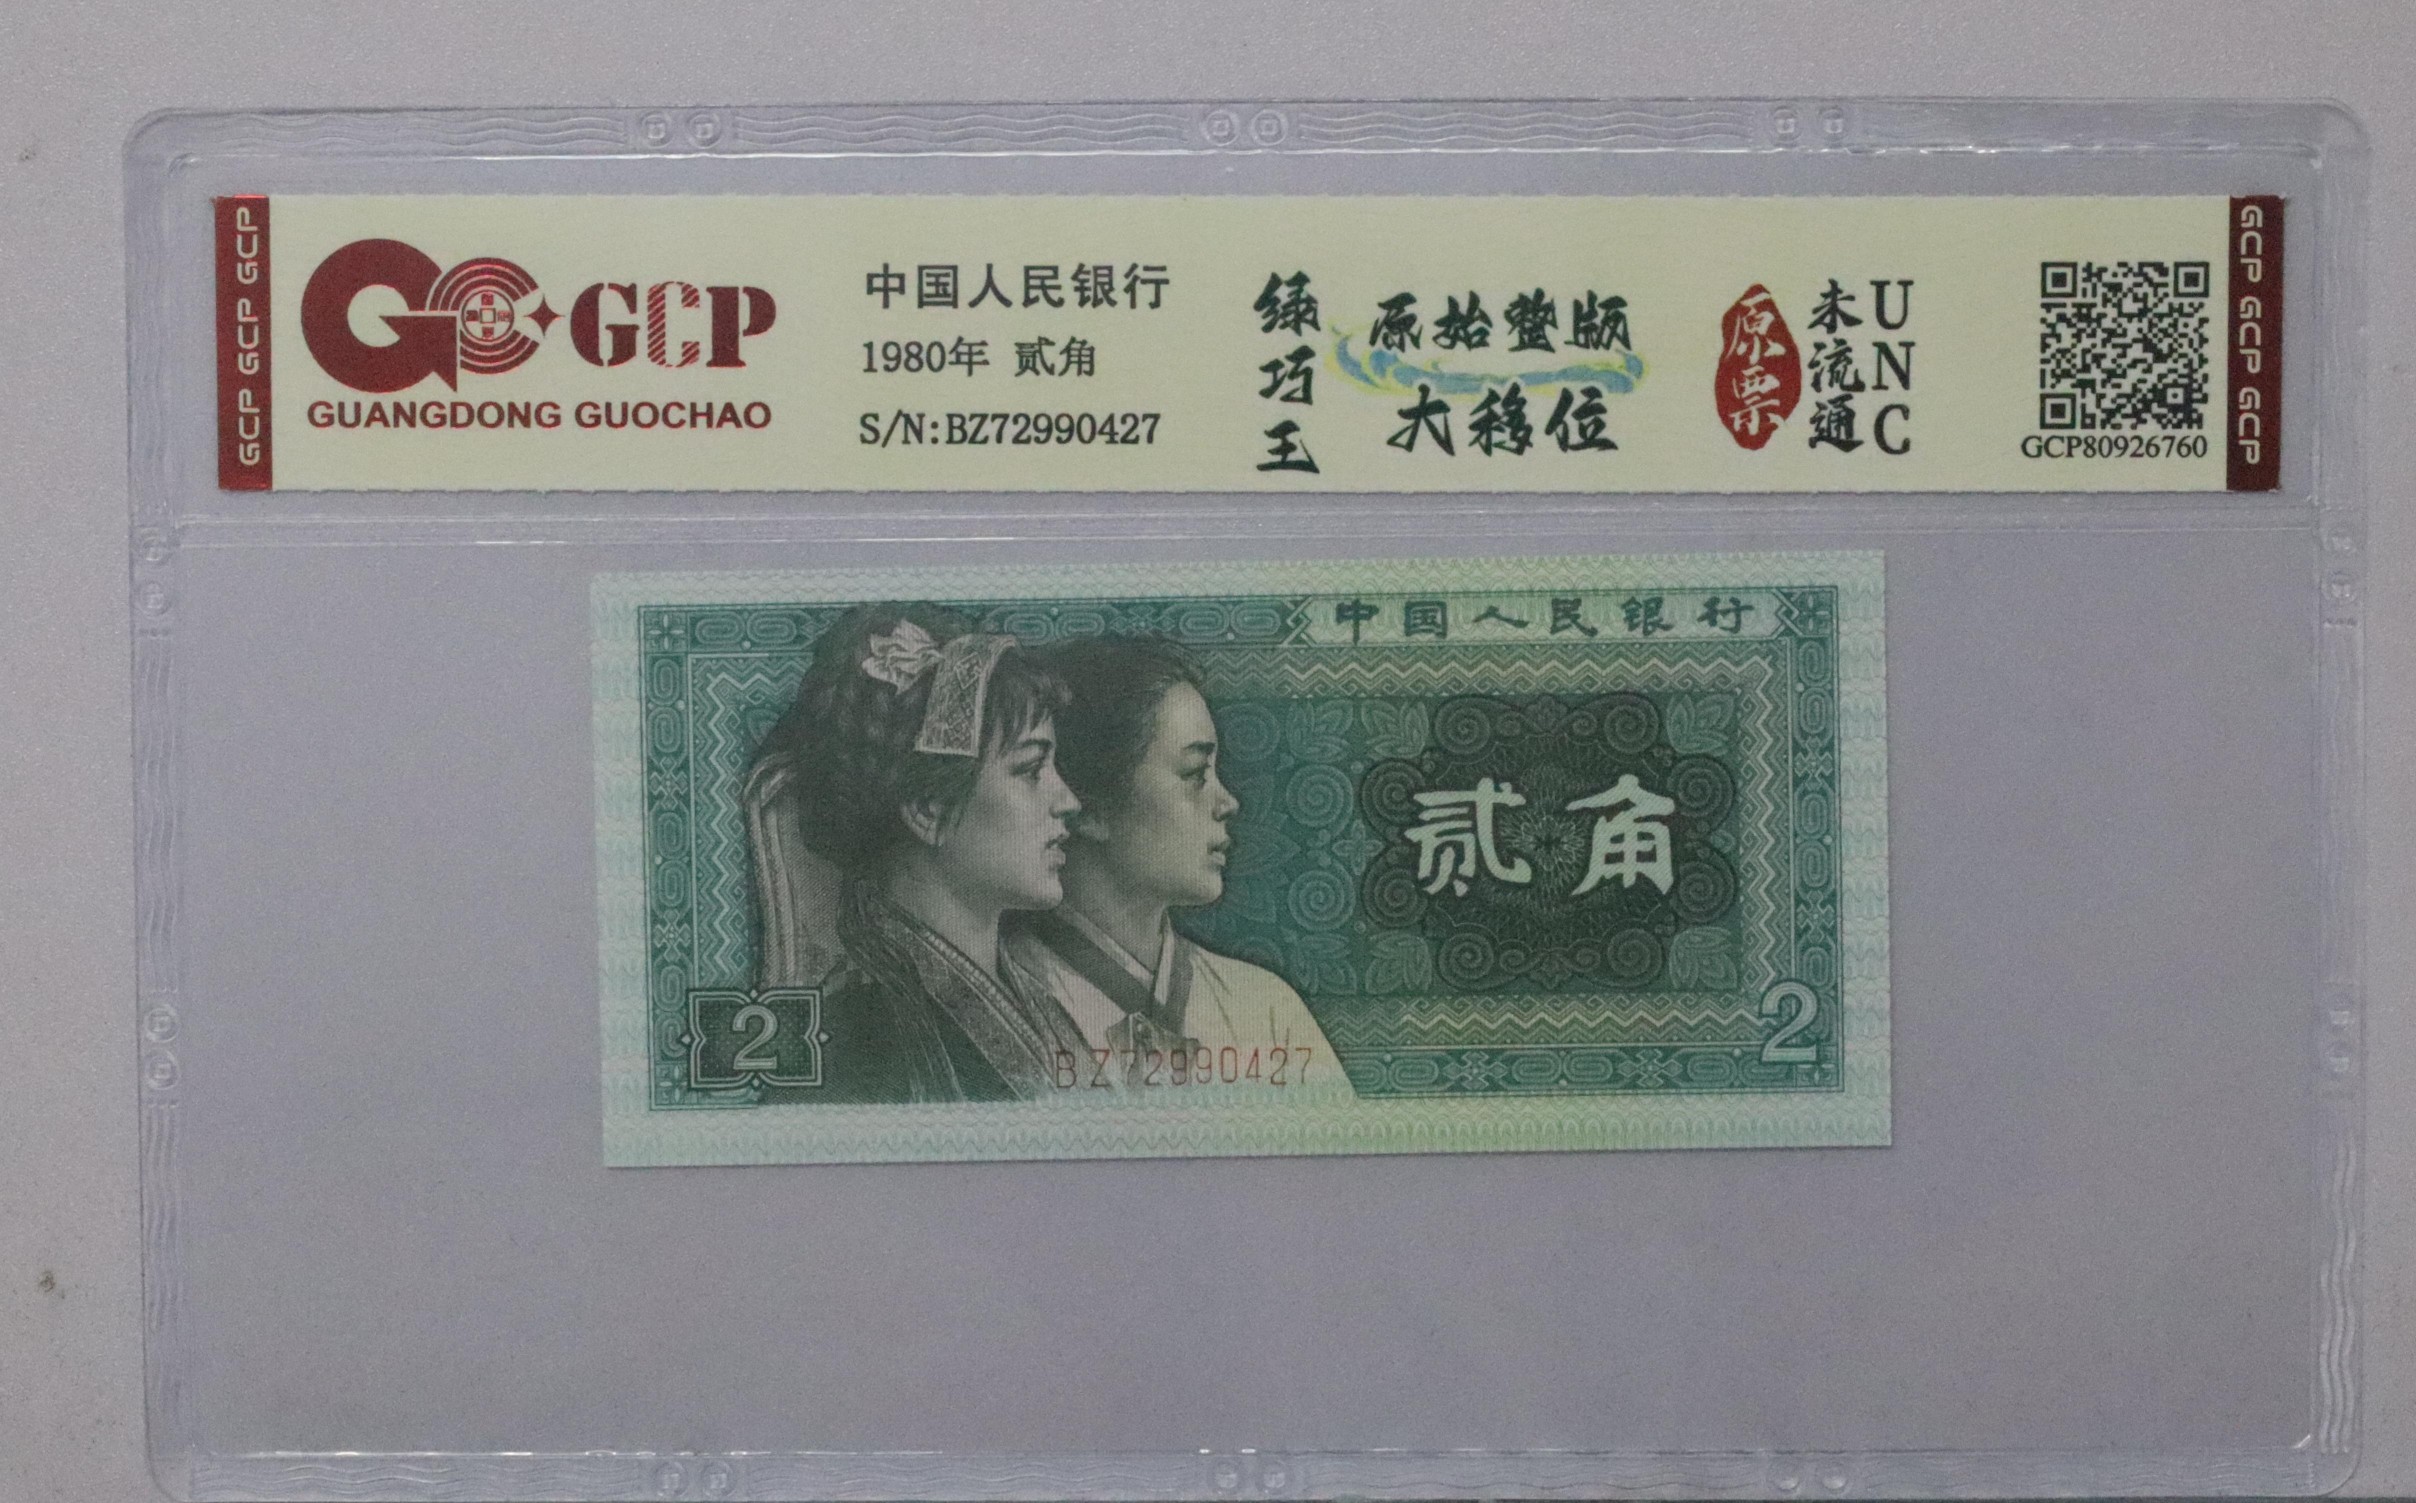 GCP GCP GCP
GCP
GUANGDONG GUOCHAO
中国人民银行
1980年 贰角
S/N:BZ72990427
绿巧王
原始整版
大移位
原票
未流通
UNC
GCP80926760
GCP GCP GCP
中国人民银行
贰角
2
2
BZ72990427